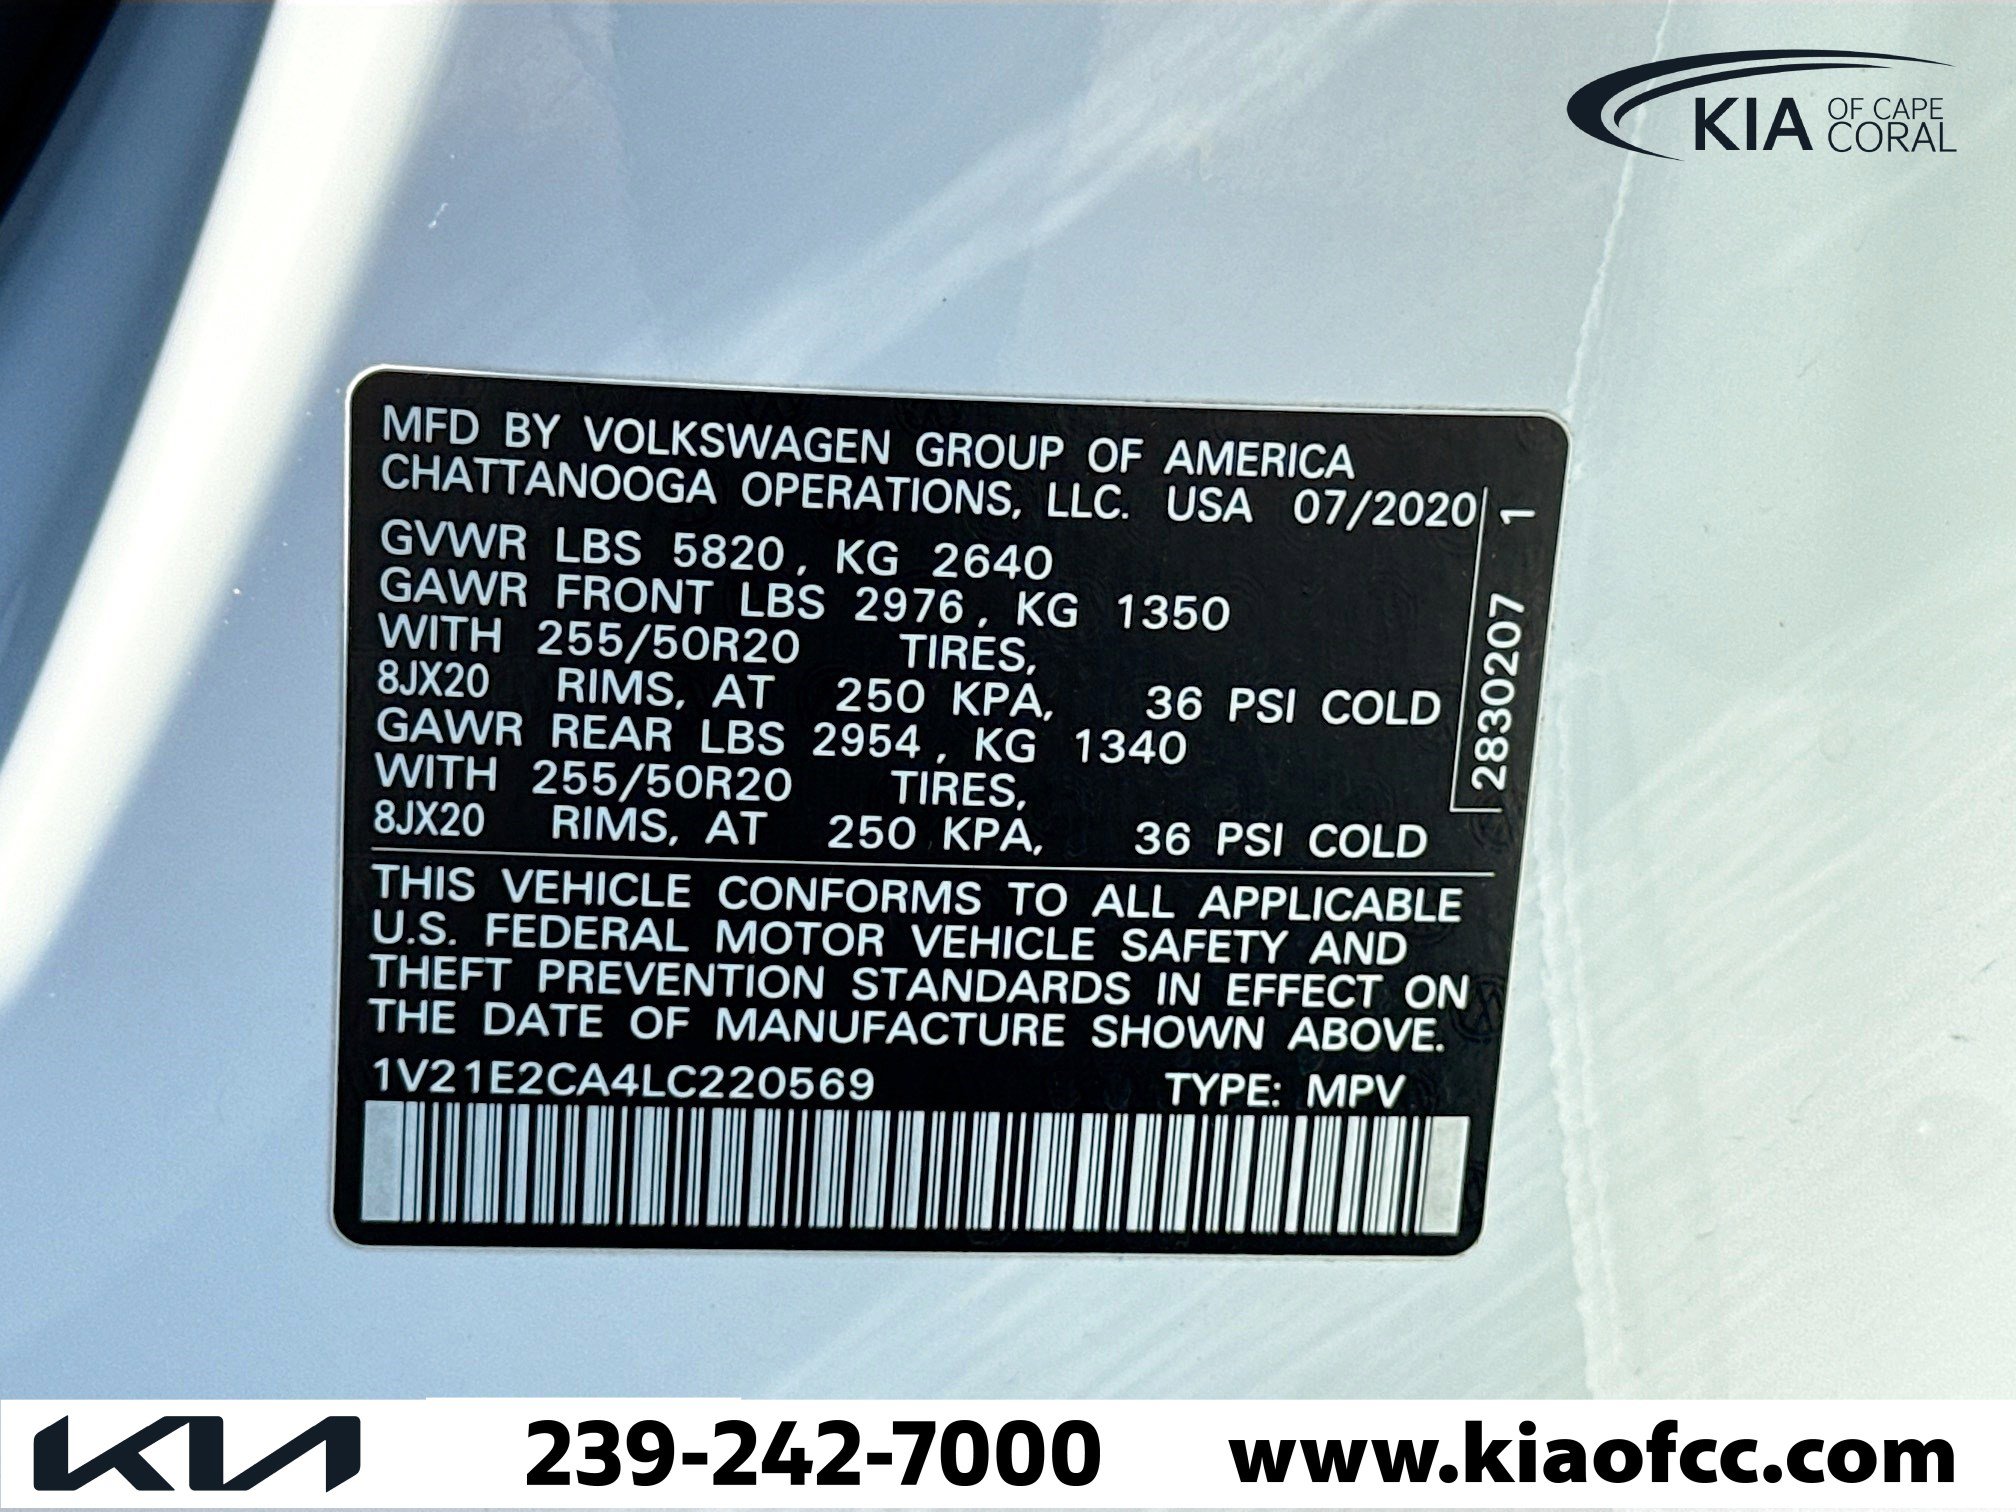 KIA OF CAPE CORAL
MFD BY VOLKSWAGEN GROUP OF AMERICA
CHATTANOOGA OPERATIONS, LLC. USA 07/2020
GVWR LBS 5820, KG 2640
GAWR FRONT LBS 2976, KG 1350
WITH 255/50R20 TIRES,
8JX20 RIMS, AT 250 KPA, 36 PSI COLD
GAWR REAR LBS 2954, KG 1340
WITH 255/50R20 TIRES,
8JX20 RIMS, AT 250 KPA, 36 PSI COLD
2830207 1
THIS VEHICLE CONFORMS TO ALL APPLICABLE
U.S. FEDERAL MOTOR VEHICLE SAFETY AND
THEFT PREVENTION STANDARDS IN EFFECT ON
THE DATE OF MANUFACTURE SHOWN ABOVE.
1V21E2CA4LC220569 TYPE: MPV
KIA 239-242-7000 www.kiaofcc.com